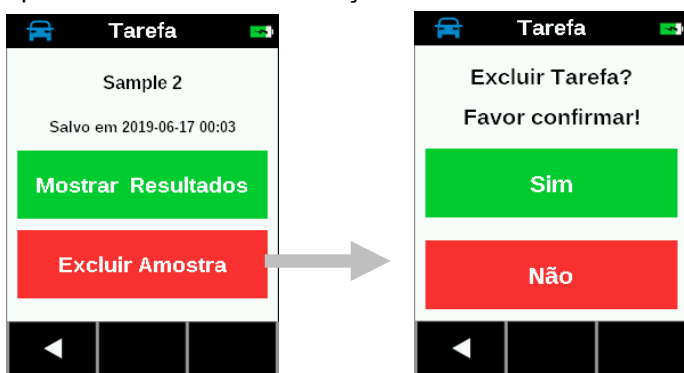 Tarefa
Sample 2
Salvo em 2019-06-17 00:03
Mostrar Resultados
Excluir Amostra
Tarefa
Excluir Tarefa?
Favor confirmar!
Sim
Não